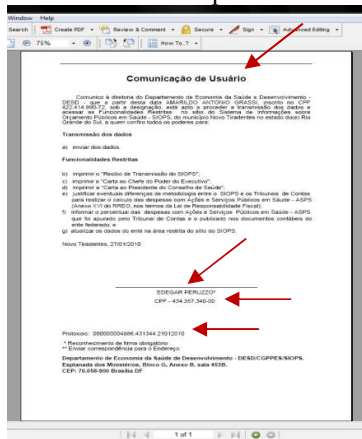 Window Help
Search Create PDF Review & Comment Secure Sign Advanced Editing
75% How To..?
Comunicação de Usuário
Comunico à diretoria do Departamento de Economia da Saúde e Desenvolvimento -
DESD - que a partir desta data AMARILDO ANTONIO GRASSI, inscrito no CPF
422.614.990-72, sob a designação, está apto a proceder a transmissão dos dados e
acessar as Funcionalidades Restritas no sítio do Sistema de Informações sobre
Orçamento Públicos em Saúde - SIOPS, do município Novo Tiradentes no estado do(e) Rio
Grande do Sul, a quem confiro todos os poderes para:
Transmissão dos dados
a) enviar dos dados.
Funcionalidades Restritas
b) imprimir o "Recibo de Transmissão do SIOPS";
c) imprimir a "Carta ao Chefe do Poder do Executivo";
d) imprimir a "Carta ao Presidente do Conselho da Saúde";
e) justificar eventuais diferenças de metodologia entre o SIOPS e os Tribunais de Contas
para realizar o calculo das despesas com Ações e Serviços Públicos em Sáude - ASPS
(Anexo XVI do RREO, nos termos da Lei de Responsabilidade Fiscal);
f) informar o percentual das despesas com Ações e Serviços Públicos em Saúde - ASPS
que foi apurado pelo Tribunal de Contas e o publicado nos documentos contábeis do
ente federado; e
g) atualizar os dados do ente na área restrita do sítio do SIOPS.
Novo Tiradentes, 27/01/2010
EDEGAR PERUZZO*
CPF - 434.357.340-00
Protocolo: 000000004886.431344.21012010
* Reconhecimento de firma obrigatório
** Enviar correspondência para o Endereço:
Departamento de Economia da Saúde de Desenvolvimento - DESD/CGPPES/SIOPS.
Esplanada dos Ministérios, Bloco G, Anexo B, sala 453B.
CEP: 70.058-900 Brasília DF
1 of 1